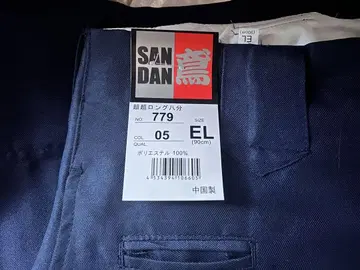 SAN
DAN
鳶
超超ロング八分
NO. 779 SIZE
COL. 05 EL
QUAL. (90cm)
ポリエステル 100%
中国製
EL